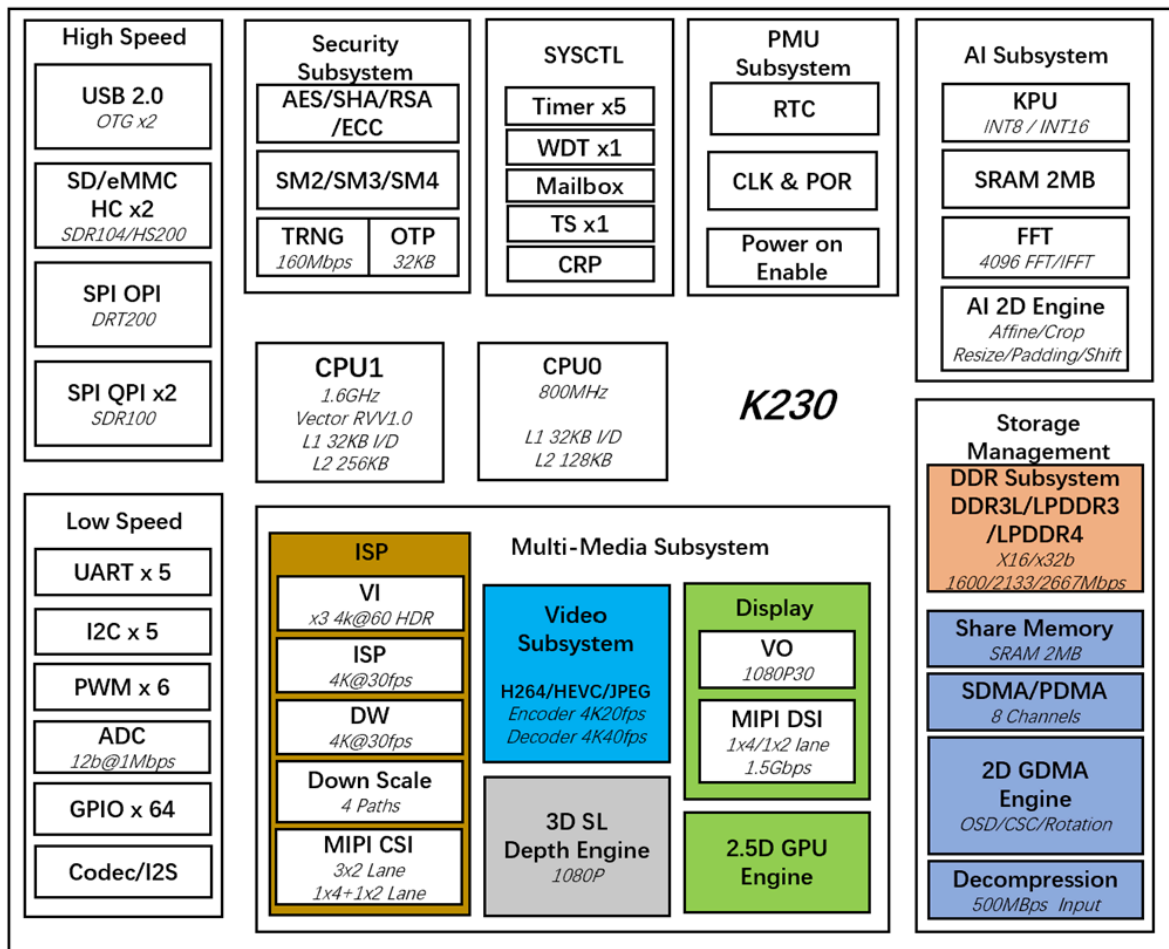 High Speed
USB 2.0
OTG x2
SD/eMMC
HC x2
SDR104/HS200
SPI OPI
DRT200
SPI QPI x2
SDR100
Security
Subsystem
AES/SHA/RSA
/ECC
SM2/SM3/SM4
TRNG
160Mbps
OTP
32KB
SYSCTL
Timer x5
WDT x1
Mailbox
TS x1
CRP
PMU
Subsystem
RTC
CLK & POR
Power on
Enable
AI Subsystem
KPU
INT8 / INT16
SRAM 2MB
FFT
4096 FFT/IFFT
AI 2D Engine
Affine/Crop
Resize/Padding/Shift
CPU1
1.6GHz
Vector RVV1.0
L1 32KB I/D
L2 256KB
CPU0
800MHz
L1 32KB I/D
L2 128KB
K230
Storage
Management
DDR Subsystem
DDR3L/LPDDR3
/LPDDR4
X16/x32b
1600/2133/2667Mbps
Share Memory
SRAM 2MB
SDMA/PDMA
8 Channels
2D GDMA
Engine
OSD/CSC/Rotation
Decompression
500MBps Input
Low Speed
UART x 5
I2C x 5
PWM x 6
ADC
12b@1Mbps
GPIO x 64
Codec/I2S
Multi-Media Subsystem
ISP
VI
x3 4k@60 HDR
ISP
4K@30fps
DW
4K@30fps
Down Scale
4 Paths
MIPI CSI
3x2 Lane
1x4+1x2 Lane
Video
Subsystem
H264/HEVC/JPEG
Encoder 4K20fps
Decoder 4K40fps
3D SL
Depth Engine
1080P
Display
VO
1080P30
MIPI DSI
1x4/1x2 lane
1.5Gbps
2.5D GPU
Engine